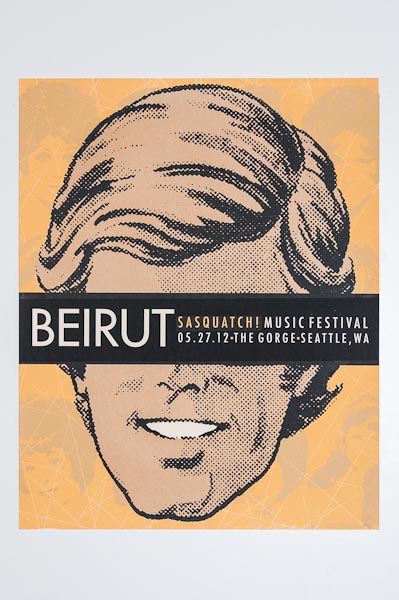 BEIRUT
SASQUATCH! MUSIC FESTIVAL
05.27.12•THE GORGE•SEATTLE, WA